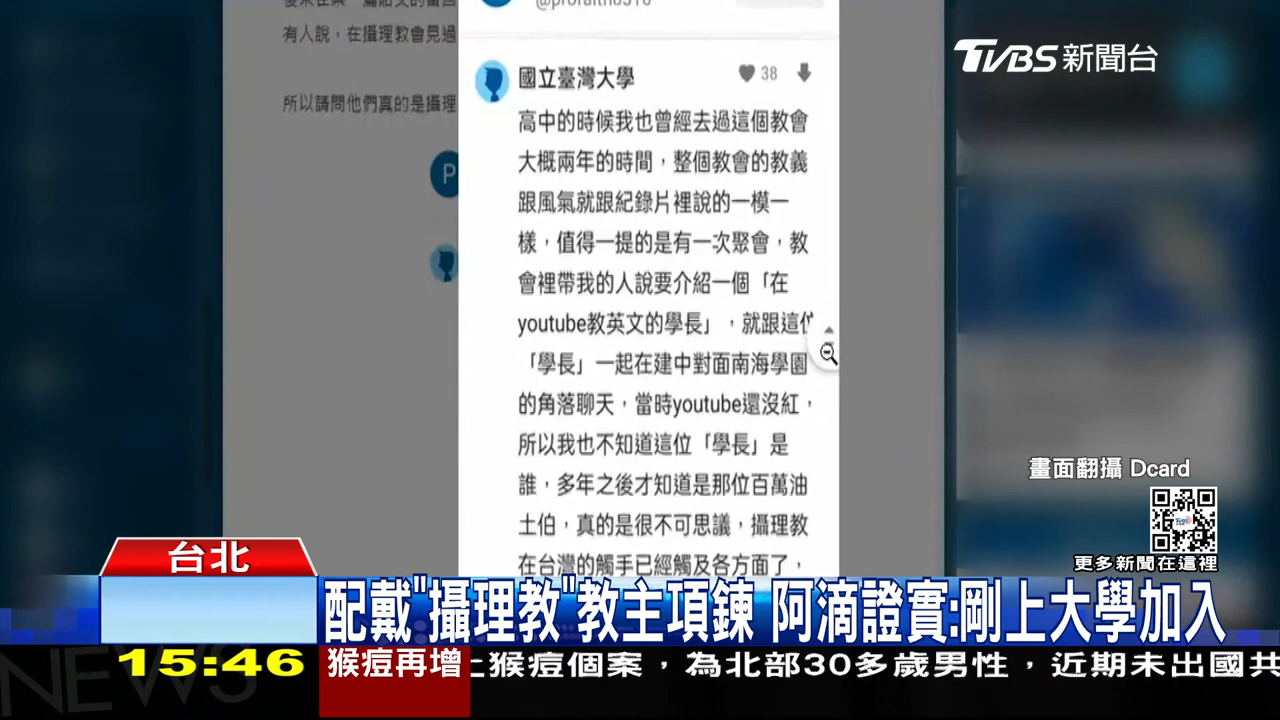 有人說，在攝理教會見過
所以請問他們真的是攝理
P
國立臺灣大學
38
高中的時候我也曾經去過這個教會
大概兩年的時間，整個教會的教義
跟風氣就跟紀錄片裡說的一模一
樣，值得一提的是有一次聚會，教
會裡帶我的人說要介紹一個「在
youtube教英文的學長」，就跟這
「學長」一起在建中對面南海學園
的角落聊天，當時youtube還沒紅，
所以我也不知道這位「學長」是
誰，多年之後才知道是那位百萬油
土伯，真的是很不可思議，攝理教
在台灣的觸手已經觸及各方面了，
TVBS 新聞台
畫面翻攝 Dcard
更多新聞在這裡
台北
配戴"攝理教"教主項鍊 阿滴證實:剛上大學加入
NEWS
15:46
猴痘再增
猴痘個案，為北部30多歲男性，近期未出國共